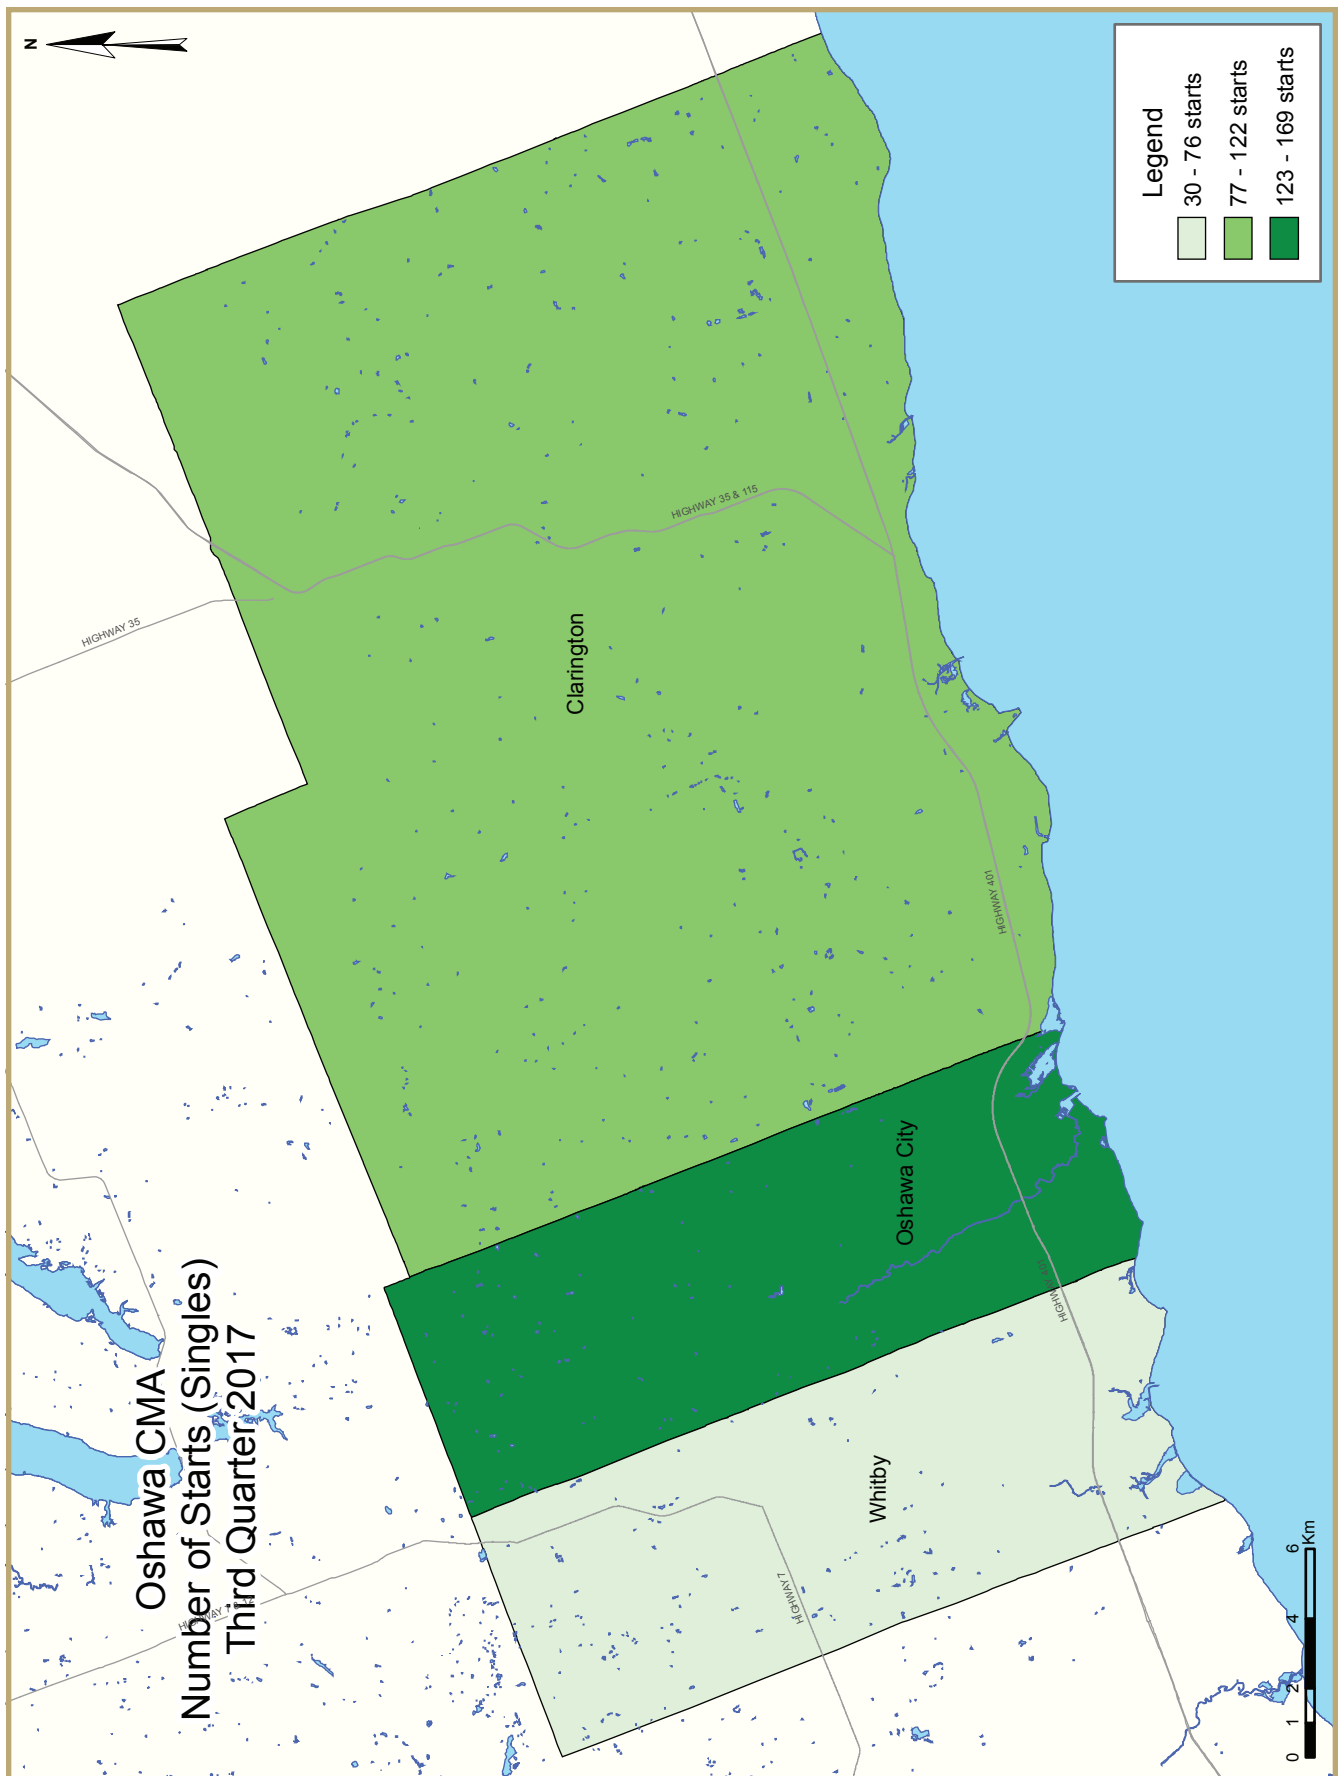 Oshawa CMA
Number of Starts (Singles)
Third Quarter 2017
N
HIGHWAY 35
HIGHWAY 35 & 115
Clarington
HIGHWAY 401
Oshawa City
HIGHWAY 401
Whitby
HIGHWAY 7
Legend
30 - 76 starts
77 - 122 starts
123 - 169 starts
0 1 2 4 6
Km